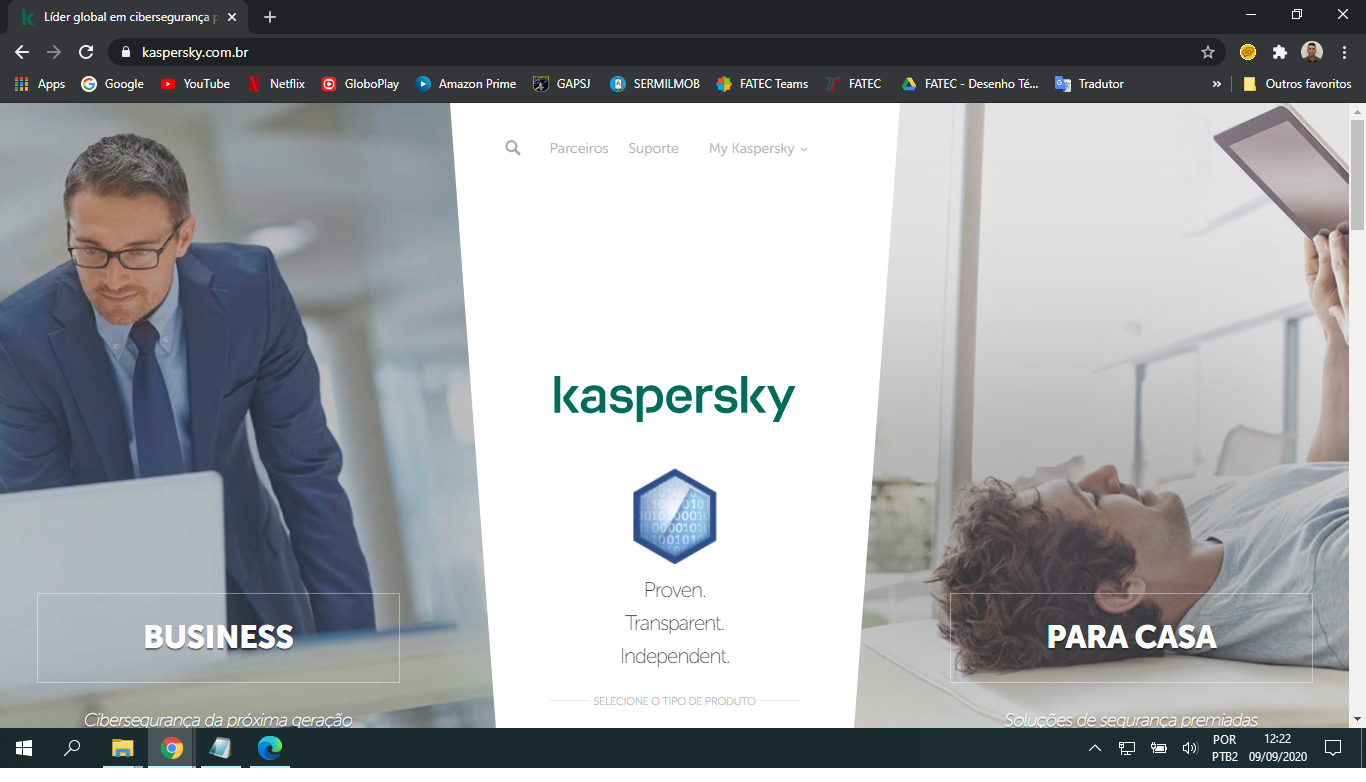 Líder global em cibersegurança p
kaspersky.com.br
Apps
Google
YouTube
Netflix
GloboPlay
Amazon Prime
GAPSJ
SERMILMOB
FATEC Teams
FATEC
FATEC - Desenho Té...
Tradutor
»
Outros favoritos
Parceiros
Suporte
My Kaspersky
kaspersky
Proven.
Transparent.
Independent.
SELECIONE O TIPO DE PRODUTO
BUSINESS
Cibersegurança da próxima geração
PARA CASA
Soluções de segurança premiadas
POR
PTB2
12:22
09/09/2020